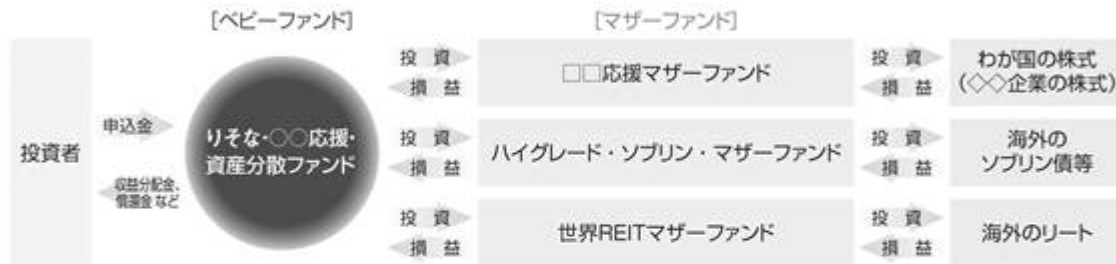 ［ベビーファンド］
［マザーファンド］
投資者
申込金
収益分配金、
償還金 など
りそな・○○応援・
資産分散ファンド
投 資
損 益
□□応援マザーファンド
投 資
損 益
わが国の株式
（◇◇企業の株式）
投 資
損 益
ハイグレード・ソブリン・マザーファンド
投 資
損 益
海外の
ソブリン債等
投 資
損 益
世界REITマザーファンド
投 資
損 益
海外のリート